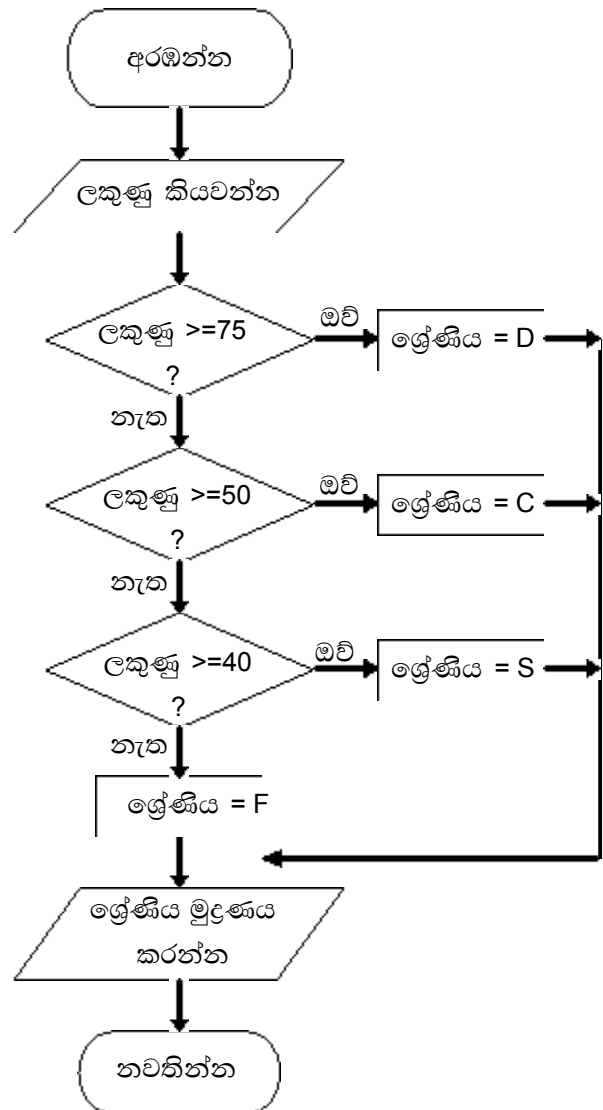 අරඹන්න
ලකුණු කියවන්න
ලකුණු >=75
?
ඔව්
ශ්‍රේණිය = D
නැත
ලකුණු >=50
?
ඔව්
ශ්‍රේණිය = C
නැත
ලකුණු >=40
?
ඔව්
ශ්‍රේණිය = S
නැත
ශ්‍රේණිය = F
ශ්‍රේණිය මුද්‍රණය
කරන්න
නවතින්න